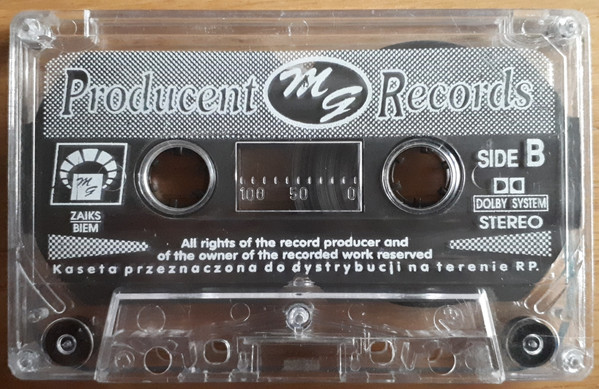 Producent MG Records
MG
ZAIKS
BIEM
100 50 0
SIDE B
DOLBY SYSTEM
STEREO
All rights of the record producer and
of the owner of the recorded work reserved
Kaseta przeznaczona do dystrybucji na terenie RP.